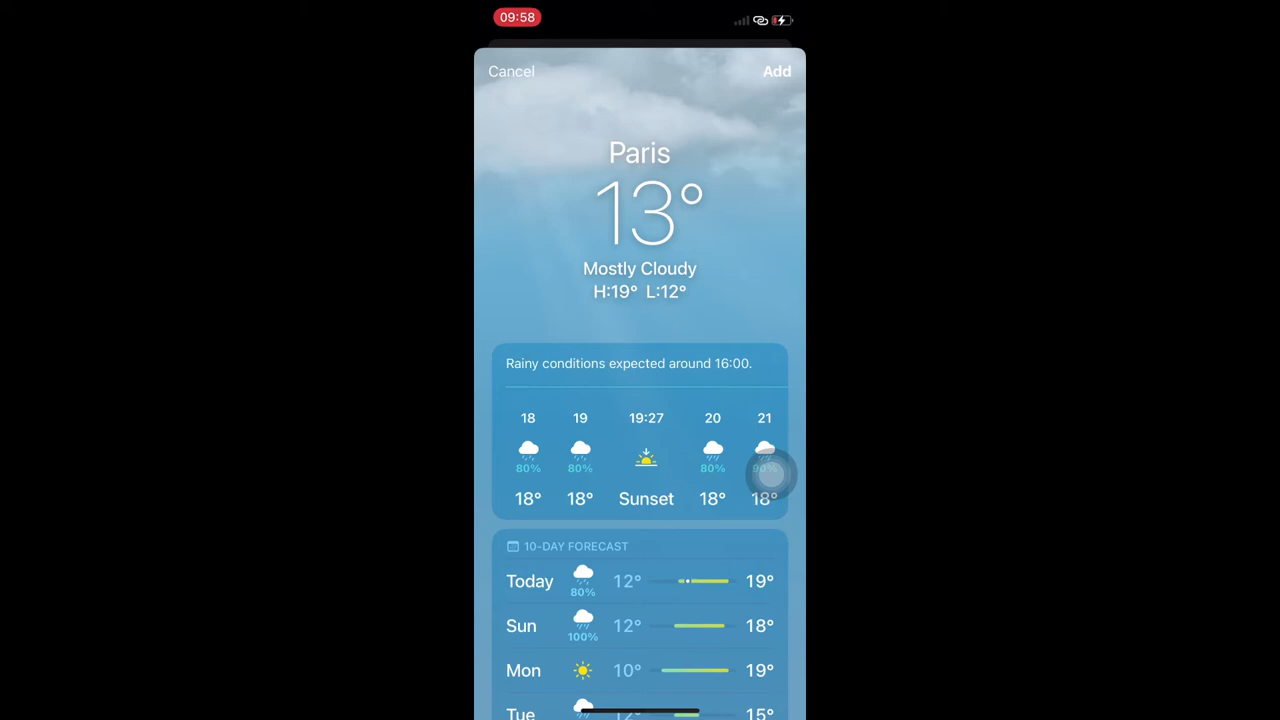 09:58
Cancel
Add
Paris
13°
Mostly Cloudy
H:19° L:12°
Rainy conditions expected around 16:00.
18 19 19:27 20 21
80% 80% 80% 90%
18° 18° Sunset 18° 18°
10-DAY FORECAST
Today 80% 12° 19°
Sun 100% 12° 18°
Mon 10° 19°
Tue 12° 15°